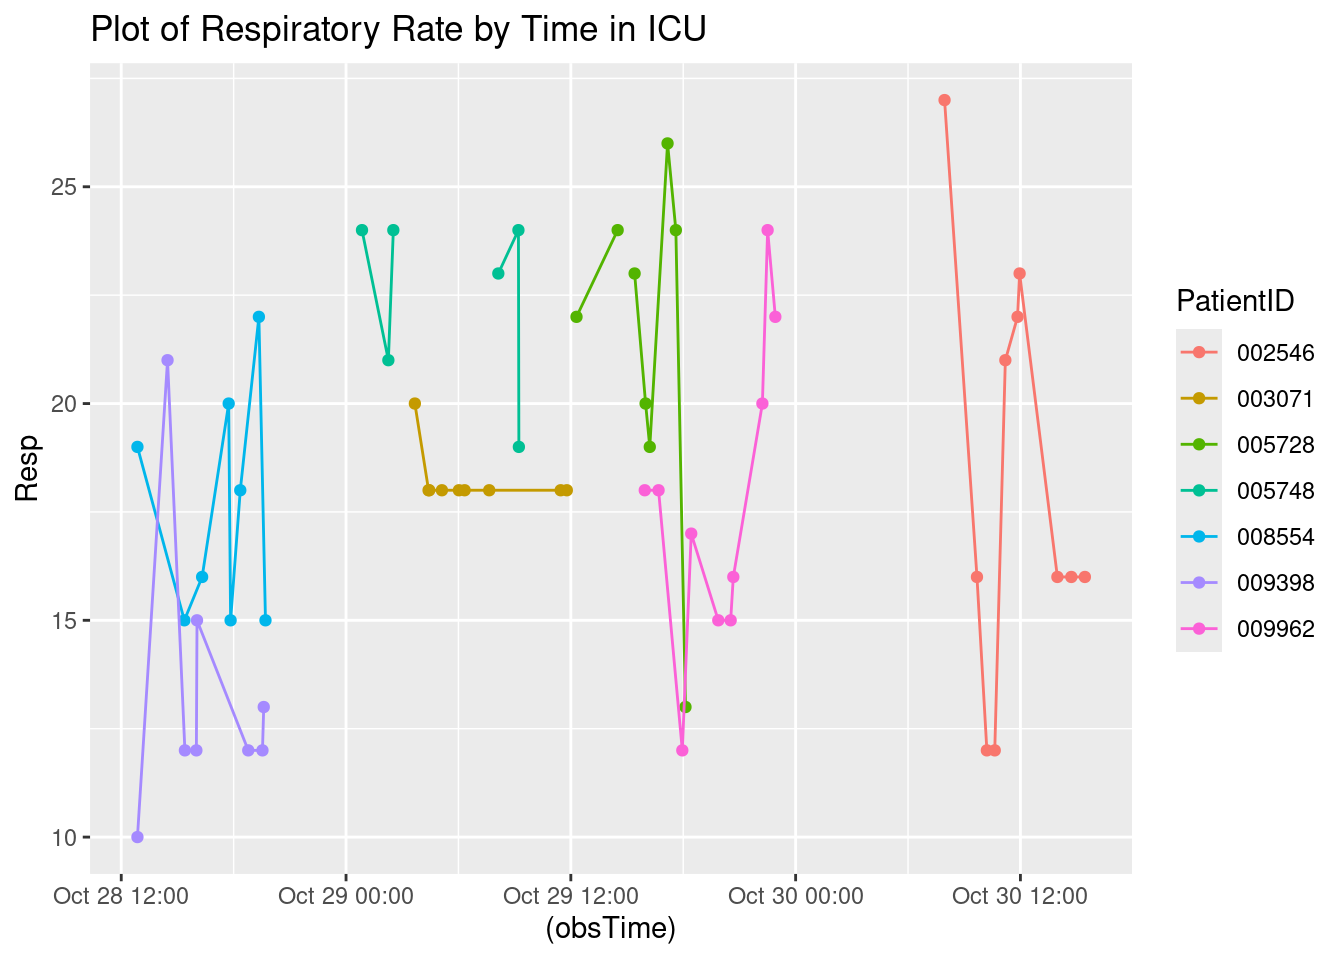 Plot of Respiratory Rate by Time in ICU
Resp
25
20
15
10
Oct 28 12:00
Oct 29 00:00
Oct 29 12:00
Oct 30 00:00
Oct 30 12:00
(obsTime)
PatientID
002546
003071
005728
005748
008554
009398
009962